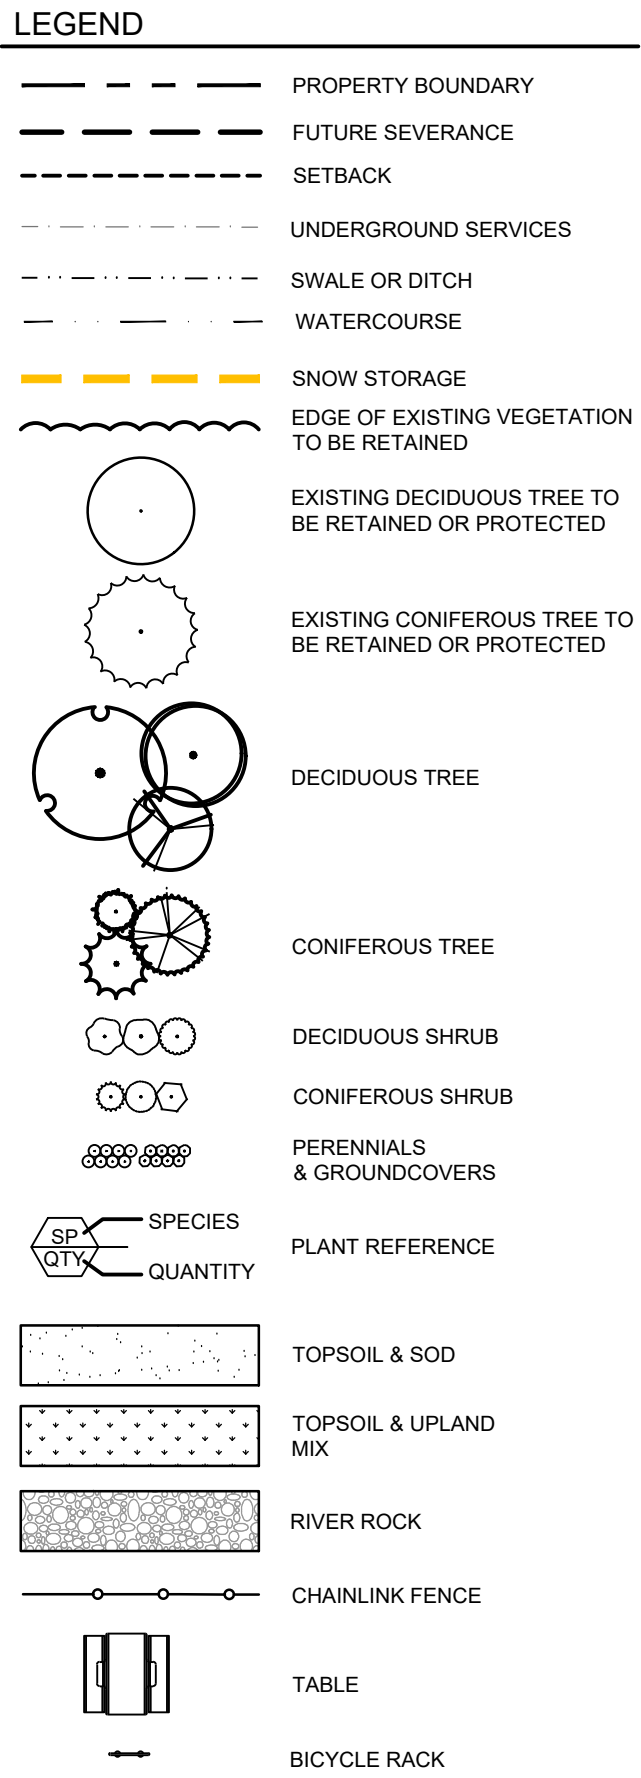 LEGEND
PROPERTY BOUNDARY
FUTURE SEVERANCE
SETBACK
UNDERGROUND SERVICES
SWALE OR DITCH
WATERCOURSE
SNOW STORAGE
EDGE OF EXISTING VEGETATION
TO BE RETAINED
EXISTING DECIDUOUS TREE TO
BE RETAINED OR PROTECTED
EXISTING CONIFEROUS TREE TO
BE RETAINED OR PROTECTED
DECIDUOUS TREE
CONIFEROUS TREE
DECIDUOUS SHRUB
CONIFEROUS SHRUB
PERENNIALS
& GROUNDCOVERS
SP
SPECIES
QTY
QUANTITY
PLANT REFERENCE
TOPSOIL & SOD
TOPSOIL & UPLAND
MIX
RIVER ROCK
CHAINLINK FENCE
TABLE
BICYCLE RACK